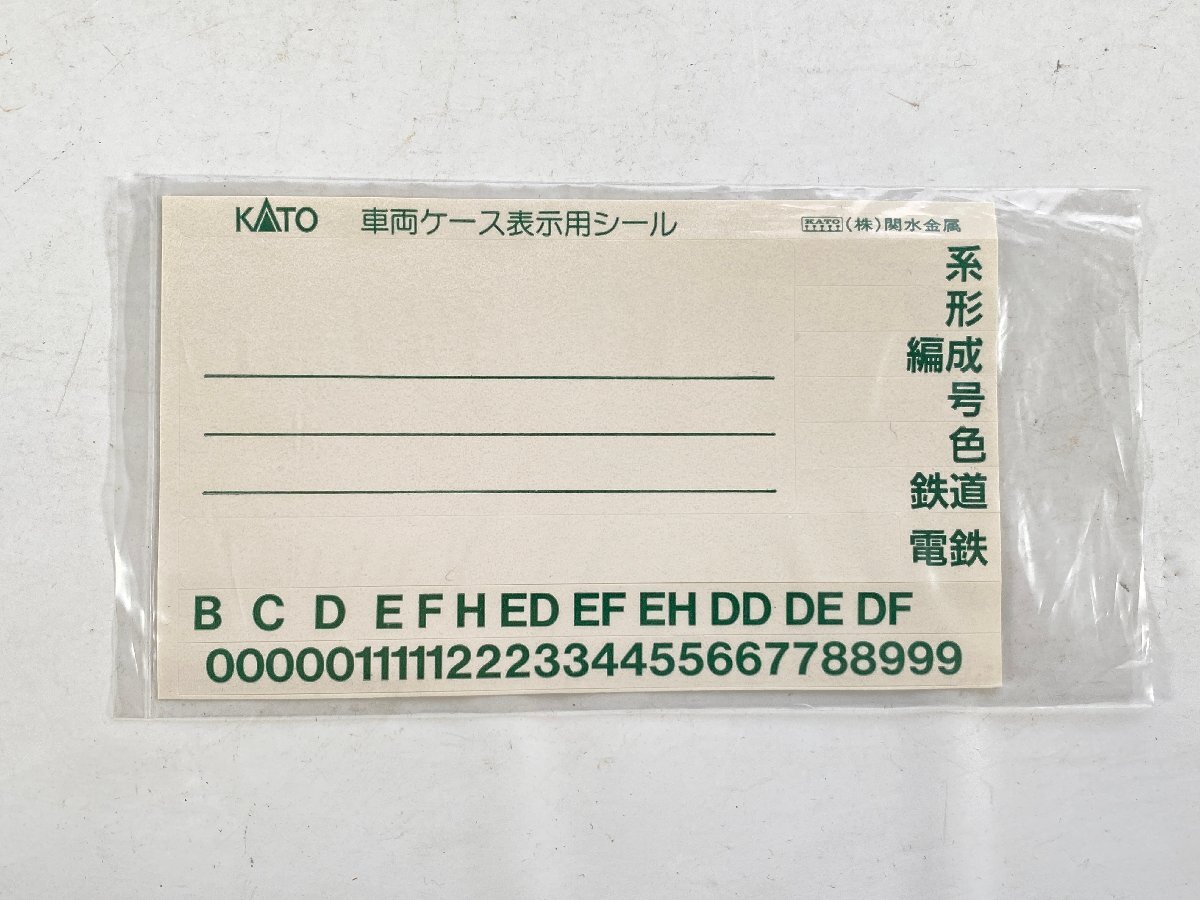 KATO 車両ケース表示用シール KATO (株)関水金属
系
形
編成
号
色
鉄道
電鉄
B C D E F H ED EF EH DD DE DF
0000011111222334455667788999